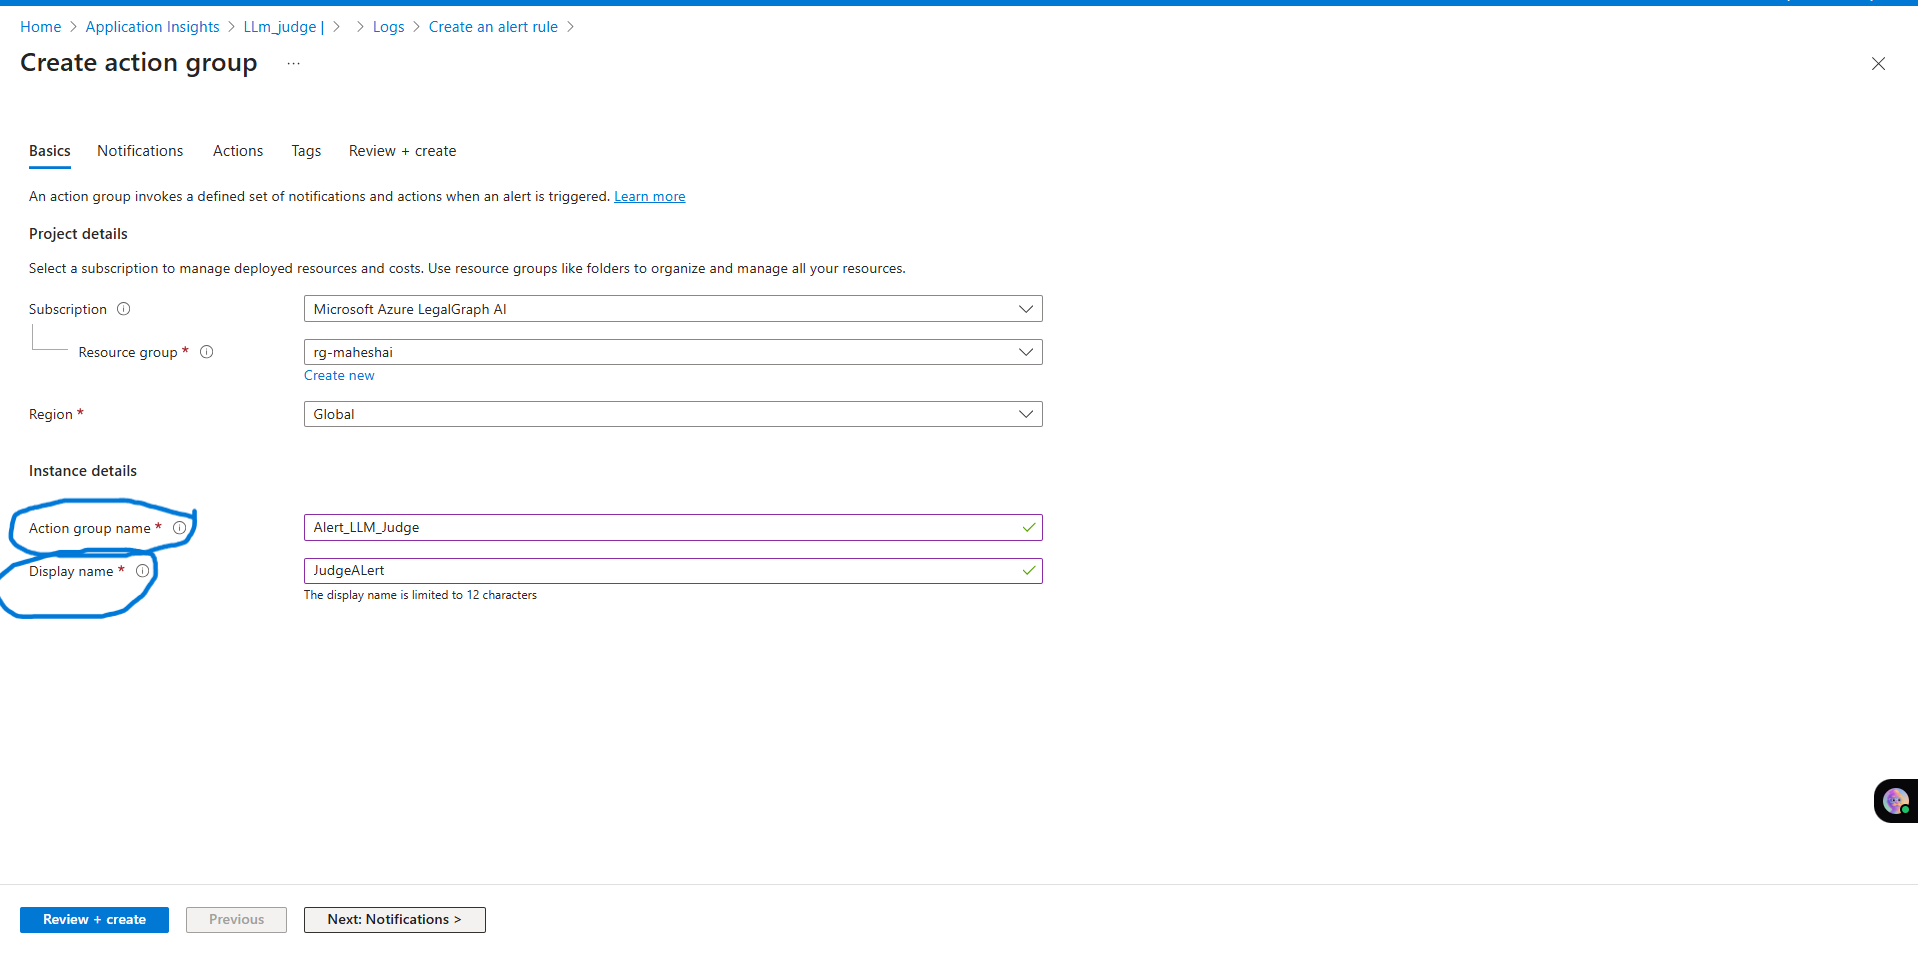 Home > Application Insights > LLm_judge | > > Logs > Create an alert rule >
Create action group ...
Basics Notifications Actions Tags Review + create
An action group invokes a defined set of notifications and actions when an alert is triggered. Learn more
Project details
Select a subscription to manage deployed resources and costs. Use resource groups like folders to organize and manage all your resources.
Subscription Microsoft Azure LegalGraph AI
Resource group * rg-maheshai
Create new
Region * Global
Instance details
Action group name * Alert_LLM_Judge
Display name * JudgeALert
The display name is limited to 12 characters
Review + create Previous Next: Notifications >